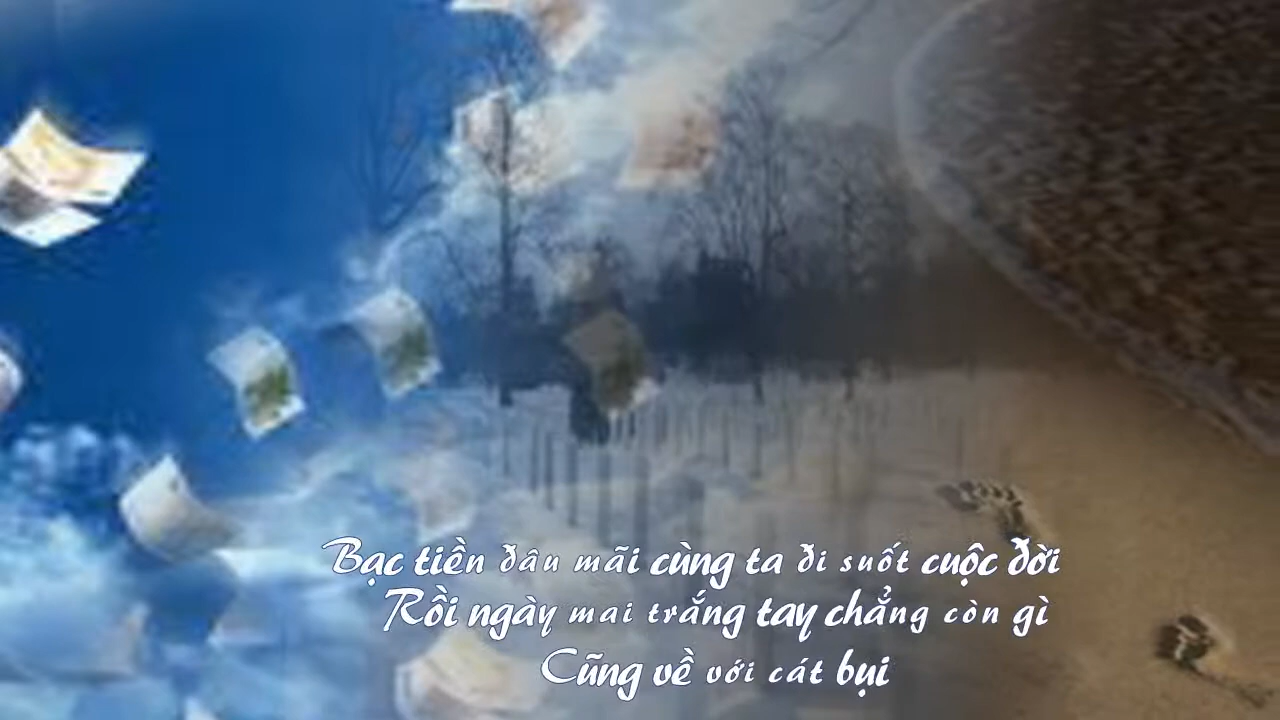 Bạc tiền đâu mãi cùng ta đi suốt cuộc đời
Rồi ngày mai trắng tay chẳng còn gì
Cũng về với cát bụi